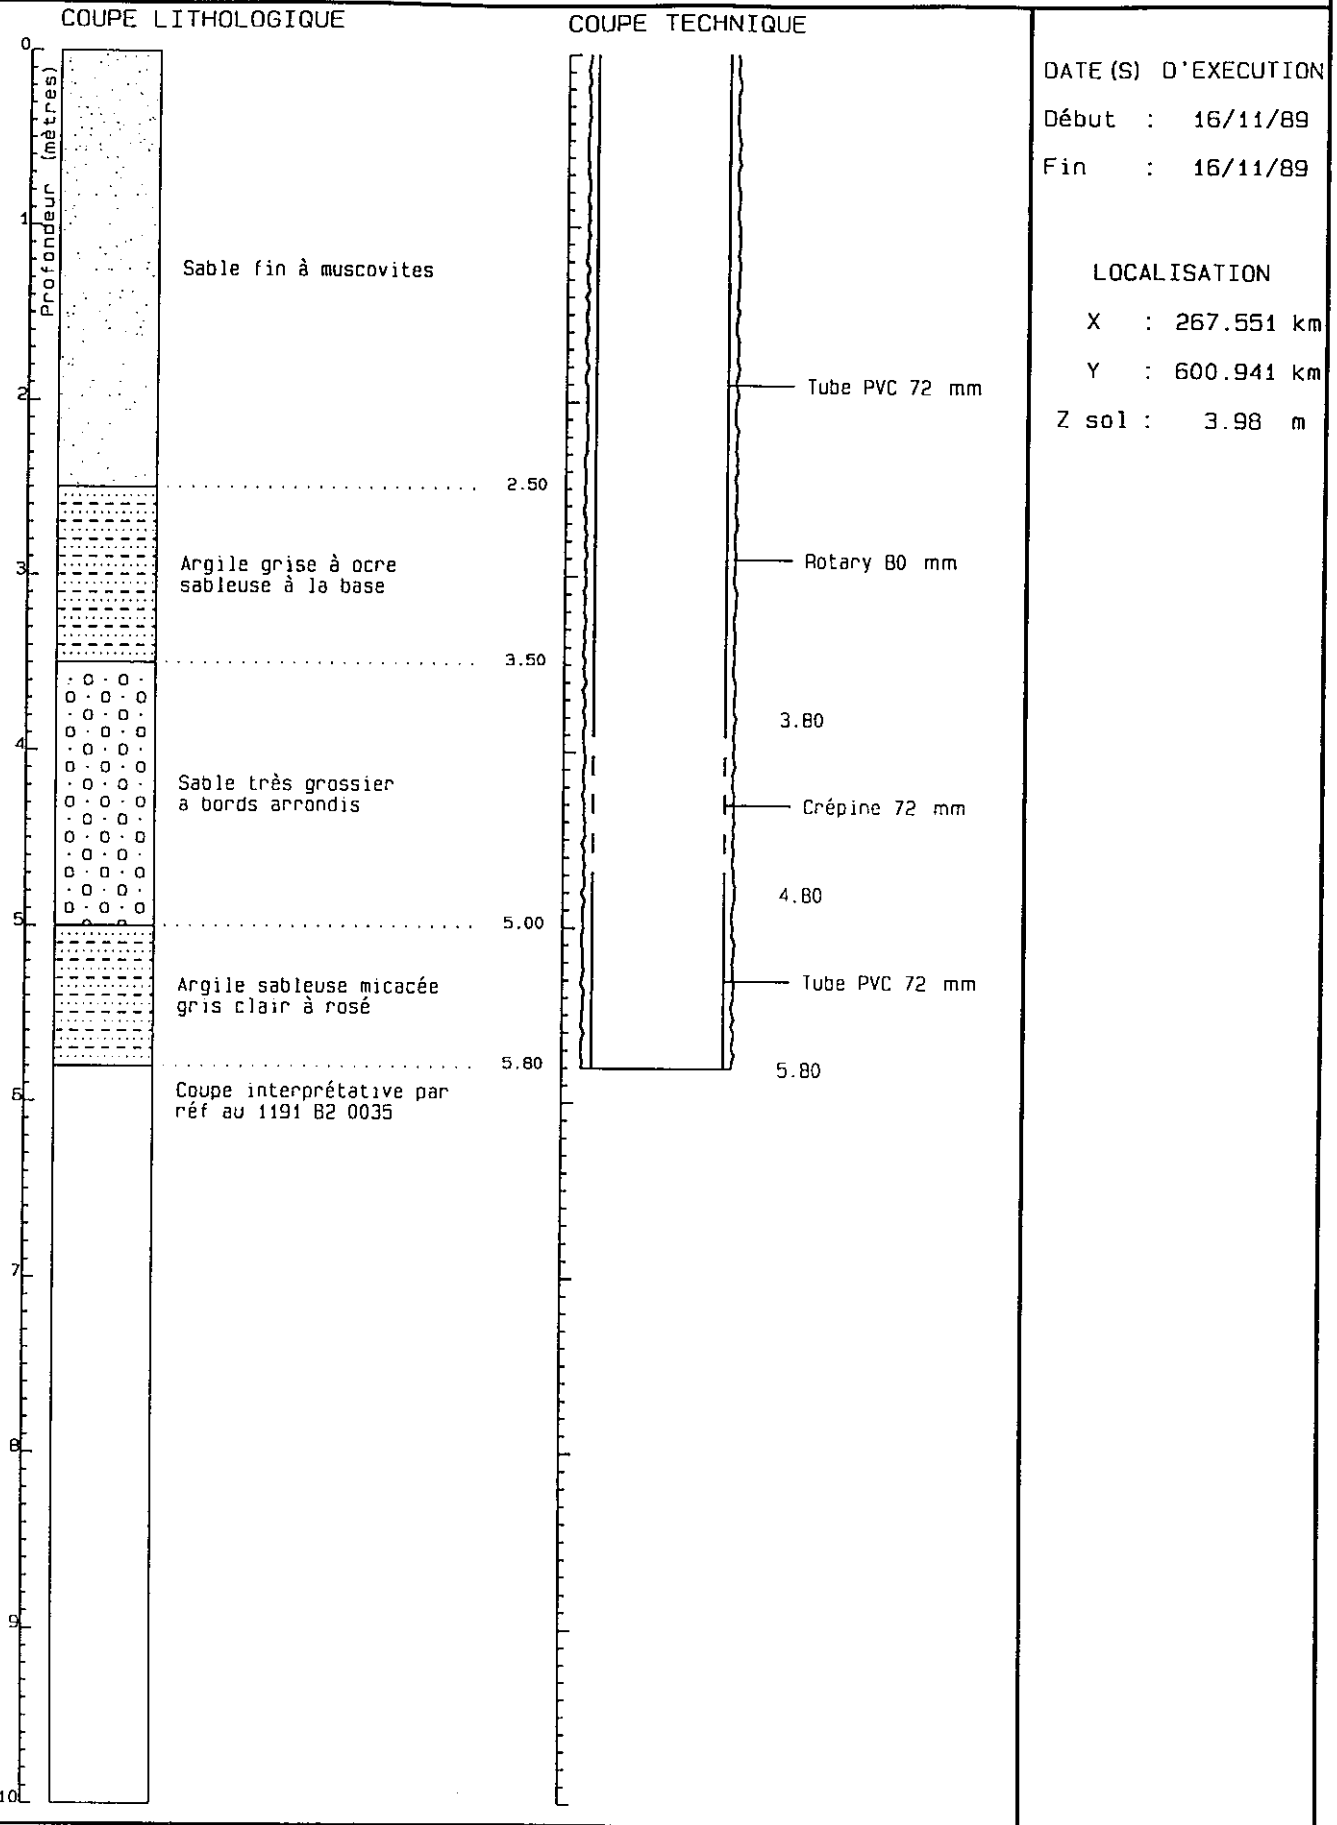 COUPE LITHOLOGIQUE
COUPE TECHNIQUE
Profondeur (mètres)
0
1
2
3
4
5
6
7
8
9
10
Sable fin à muscovites
2.50
Argile grise à ocre
sableuse à la base
3.50
Sable très grossier
a bords arrondis
5.00
Argile sableuse micacée
gris clair à rosé
5.80
Coupe interprétative par
réf au 1191 B2 0035
Tube PVC 72 mm
Rotary 80 mm
3.80
Crépine 72 mm
4.80
Tube PVC 72 mm
5.80
DATE(S) D'EXECUTION
Début : 16/11/89
Fin : 16/11/89
LOCALISATION
X : 267.551 km
Y : 600.941 km
Z sol : 3.98 m